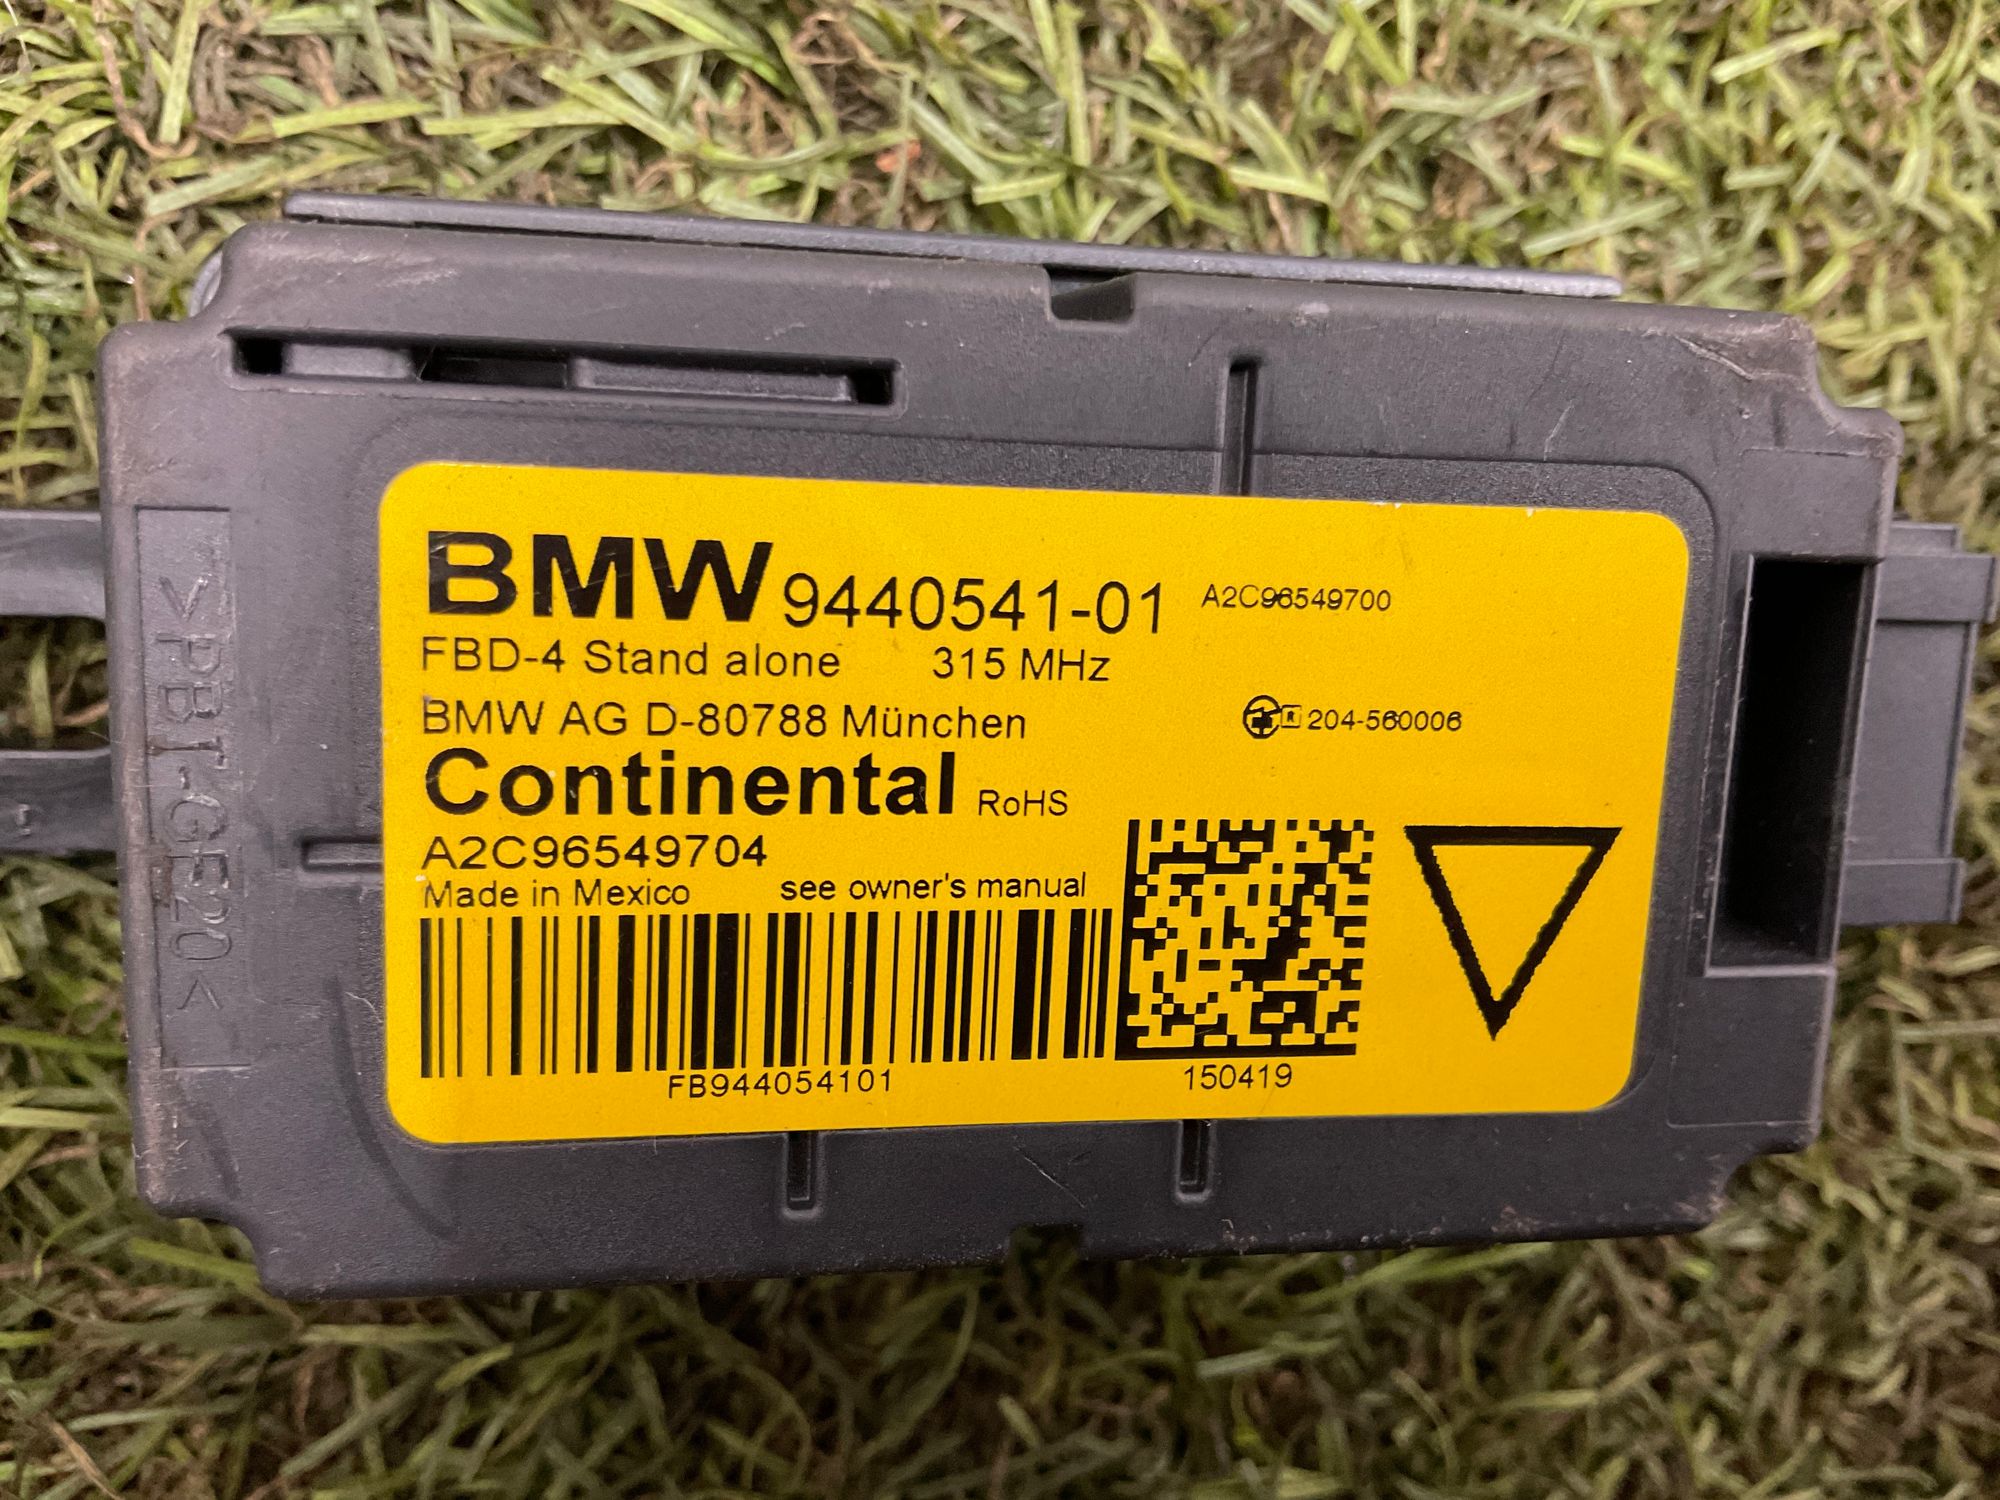 BMW 9440541-01 A2C96549700
FBD-4 Stand alone 315 MHz
BMW AG D-80788 München
R 204-560006
Continental RoHS
A2C96549704
Made in Mexico see owner's manual
FB944054101 150419
>PBT-GF20<